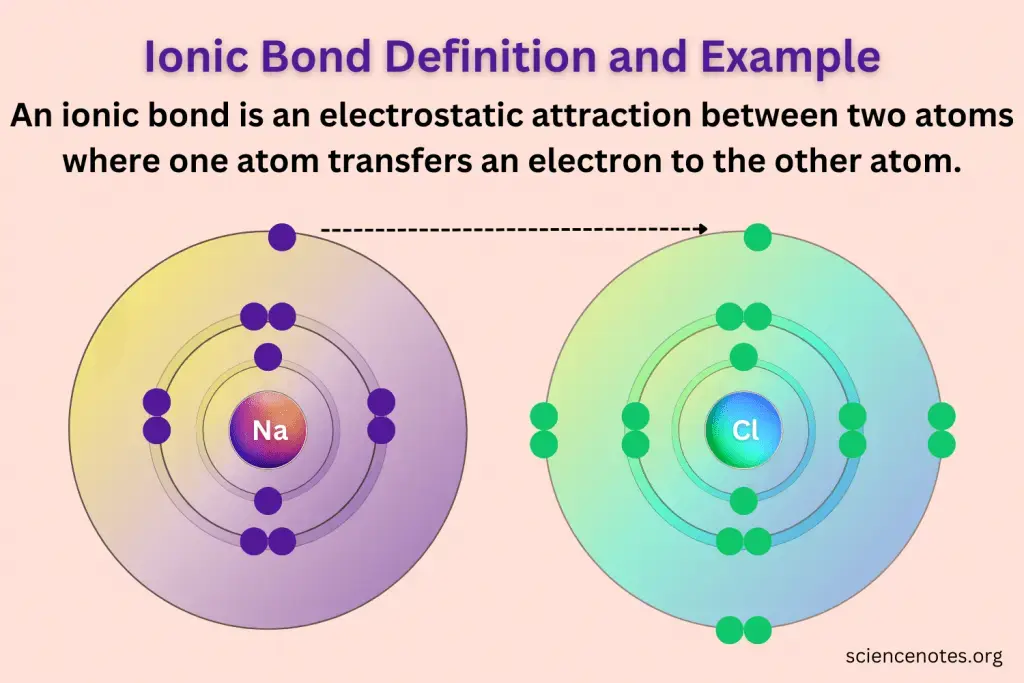 Ionic Bond Definition and Example
An ionic bond is an electrostatic attraction between two atoms
where one atom transfers an electron to the other atom.
Na
Cl
sciencenotes.org